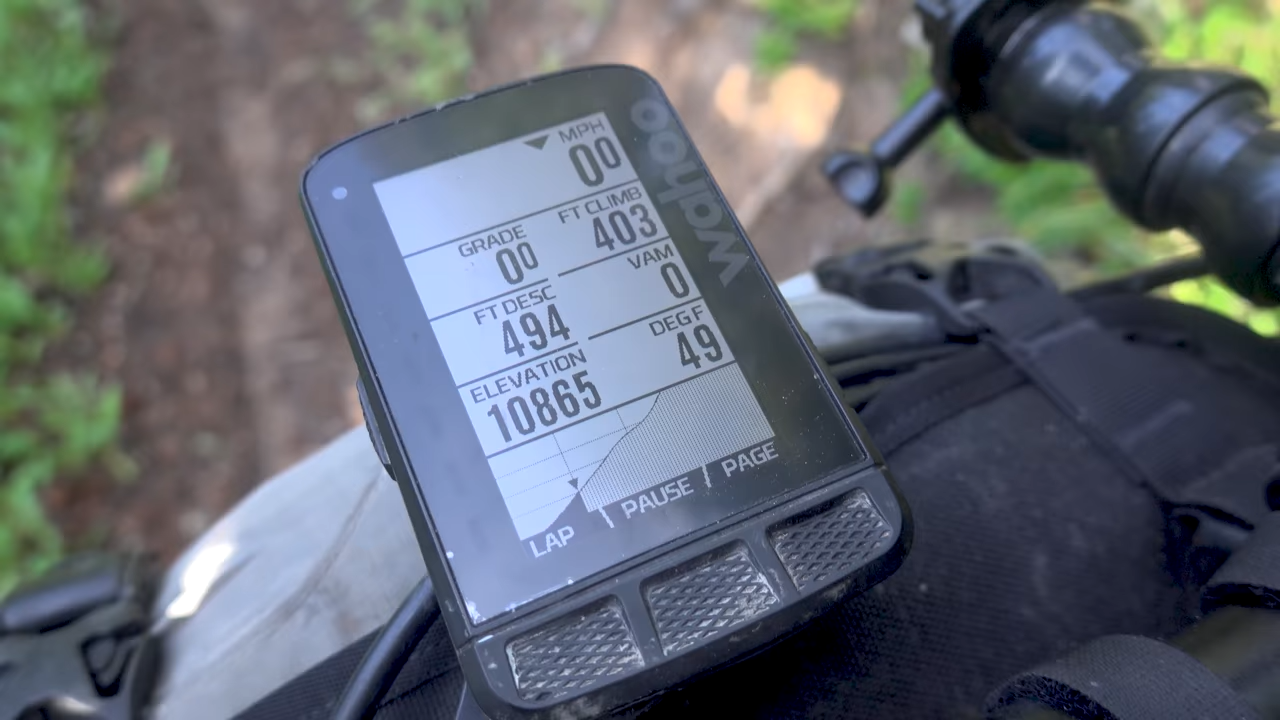 wahoo
MPH
0⁰
GRADE
0⁰
FT CLIMB
403
FT DESC
494
VAM
0
ELEVATION
10865
DEG F
49
LAP
PAUSE
PAGE